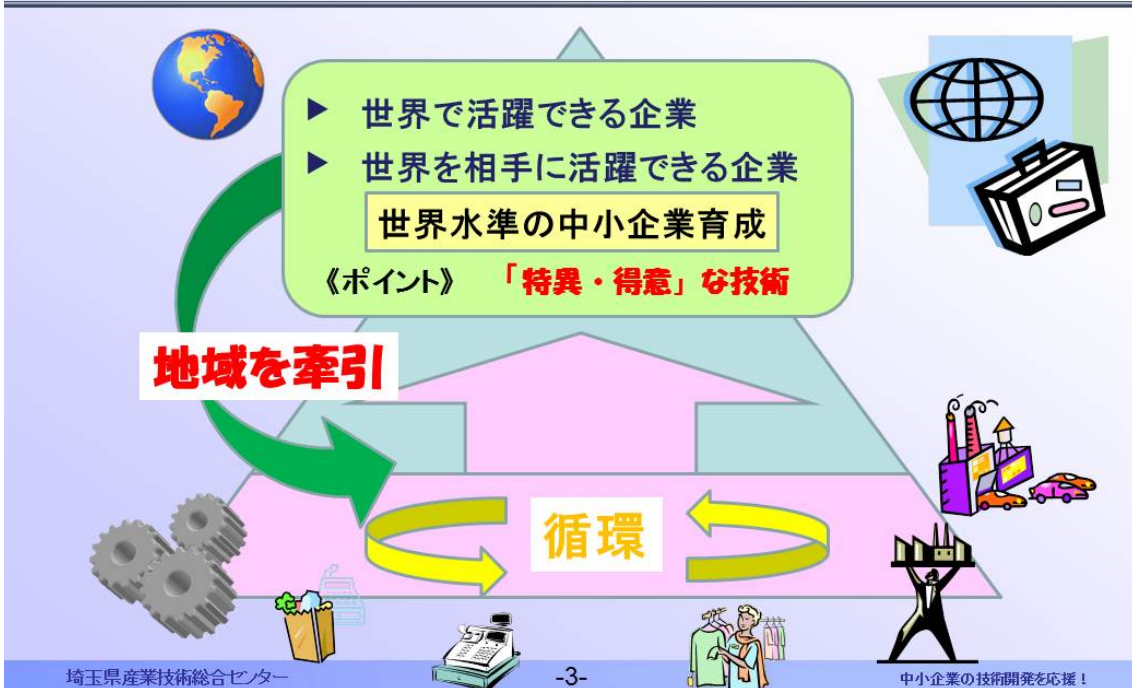 ▶ 世界で活躍できる企業
▶ 世界を相手に活躍できる企業
世界水準の中小企業育成
《ポイント》 「特異・得意」な技術
地域を牽引
循環
埼玉県産業技術総合センター
-3-
中小企業の技術開発を応援！